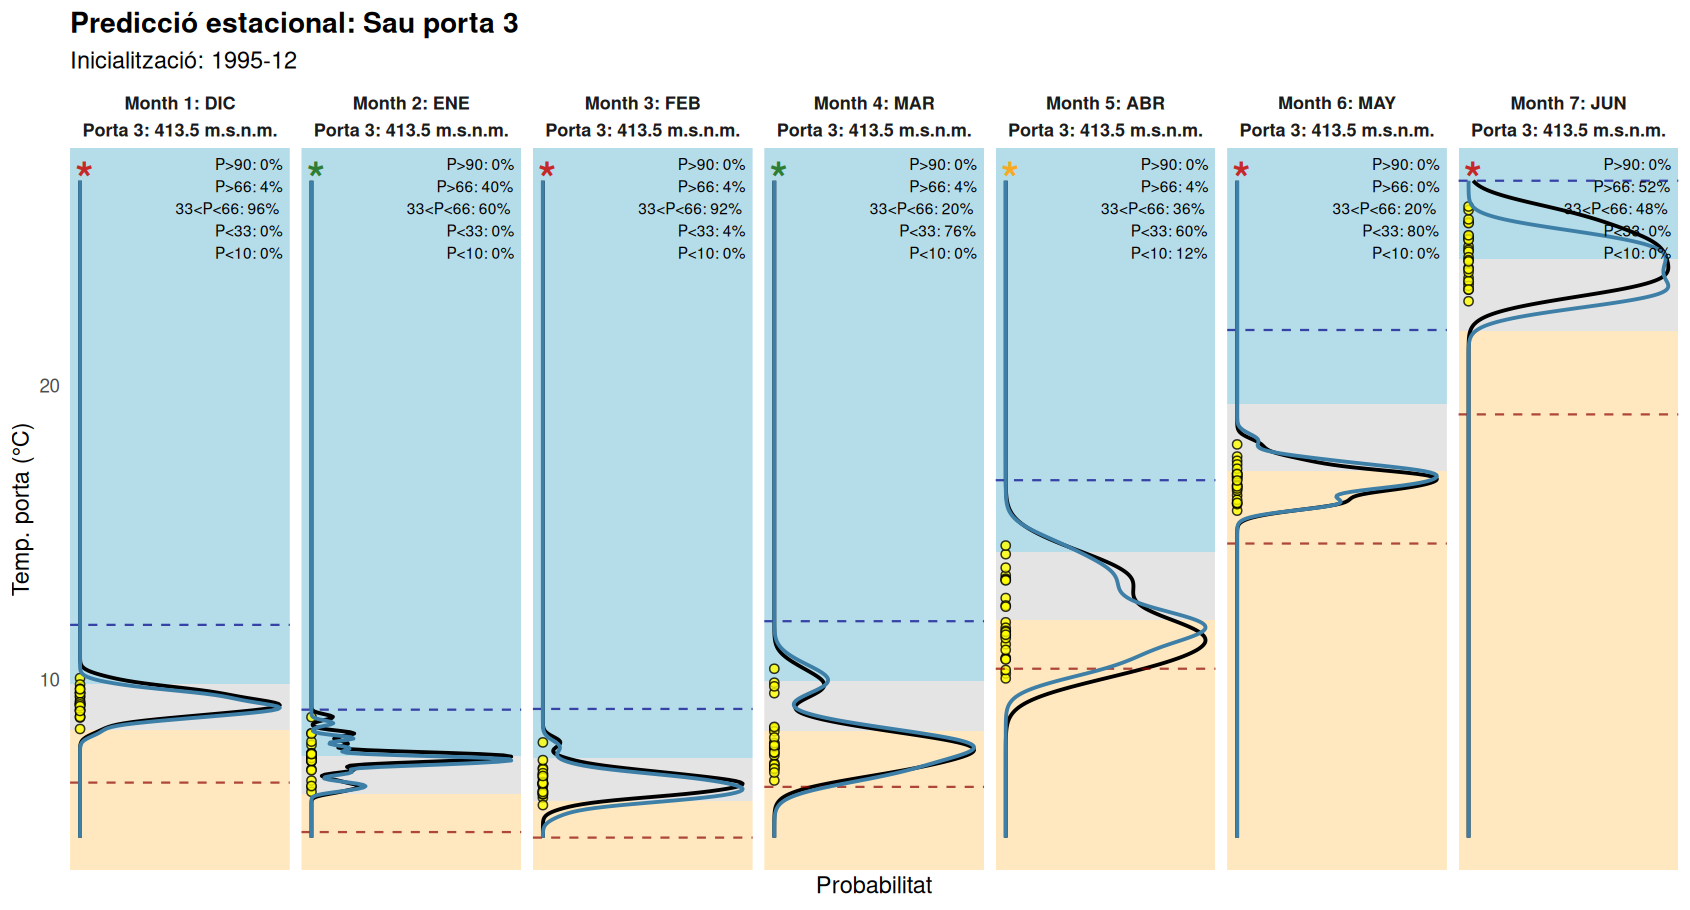 Predicció estacional: Sau porta 3
Inicialització: 1995-12
Month 1: DIC
Porta 3: 413.5 m.s.n.m.
Month 2: ENE
Porta 3: 413.5 m.s.n.m.
Month 3: FEB
Porta 3: 413.5 m.s.n.m.
Month 4: MAR
Porta 3: 413.5 m.s.n.m.
Month 5: ABR
Porta 3: 413.5 m.s.n.m.
Month 6: MAY
Porta 3: 413.5 m.s.n.m.
Month 7: JUN
Porta 3: 413.5 m.s.n.m.
*
P>90: 0%
P>66: 4%
33<P<66: 96%
P<33: 0%
P<10: 0%
*
P>90: 0%
P>66: 40%
33<P<66: 60%
P<33: 0%
P<10: 0%
*
P>90: 0%
P>66: 4%
33<P<66: 92%
P<33: 4%
P<10: 0%
*
P>90: 0%
P>66: 4%
33<P<66: 20%
P<33: 76%
P<10: 0%
*
P>90: 0%
P>66: 4%
33<P<66: 36%
P<33: 60%
P<10: 12%
*
P>90: 0%
P>66: 0%
33<P<66: 20%
P<33: 80%
P<10: 0%
*
P>90: 0%
P>66: 52%
33<P<66: 48%
P<33: 0%
P<10: 0%
20
10
Temp. porta (°C)
Probabilitat